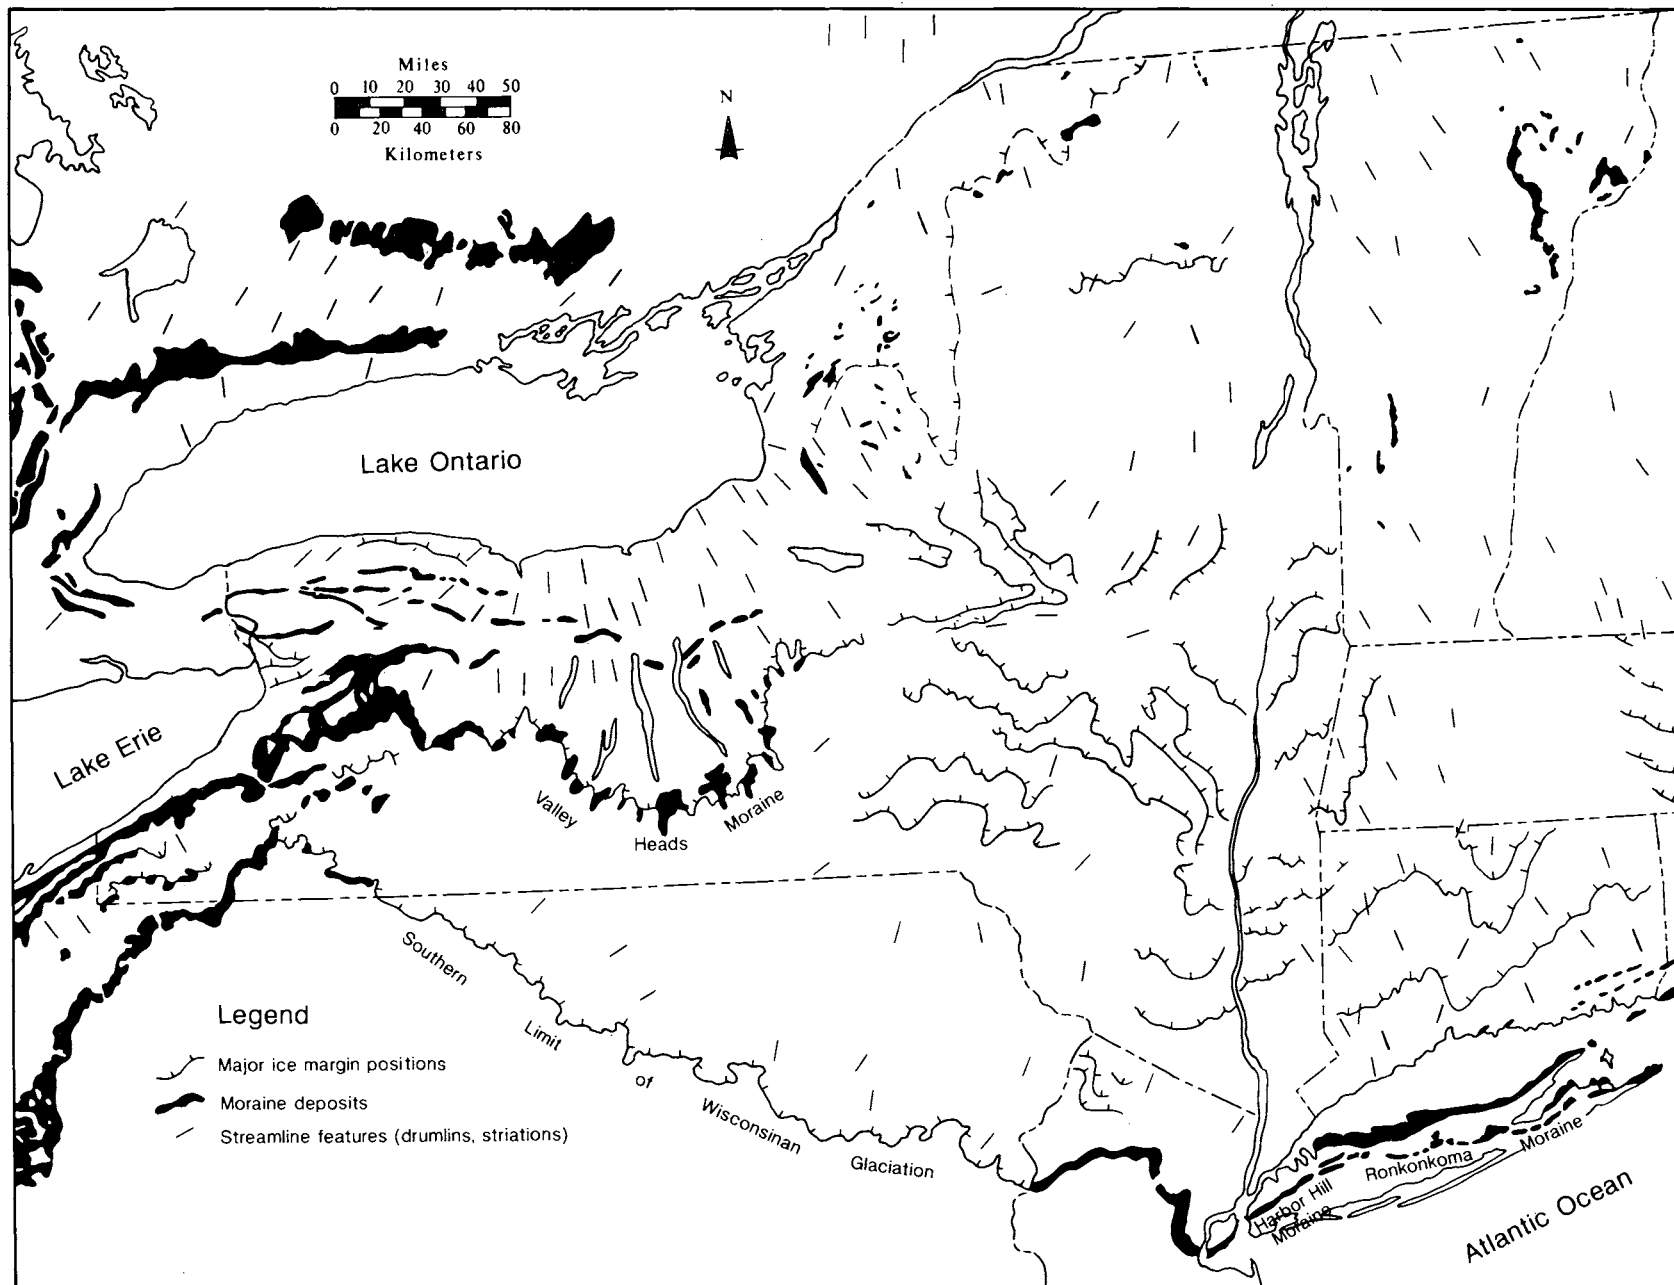 Miles
0 10 20 30 40 50
0 20 40 60 80
Kilometers
N
Lake Ontario
Lake Erie
Valley
Heads
Moraine
Southern
Limit
of
Wisconsinan
Glaciation
Legend
Major ice margin positions
Moraine deposits
Streamline features (drumlins, striations)
Harbor Hill
Moraine
Ronkonkoma
Moraine
Atlantic Ocean